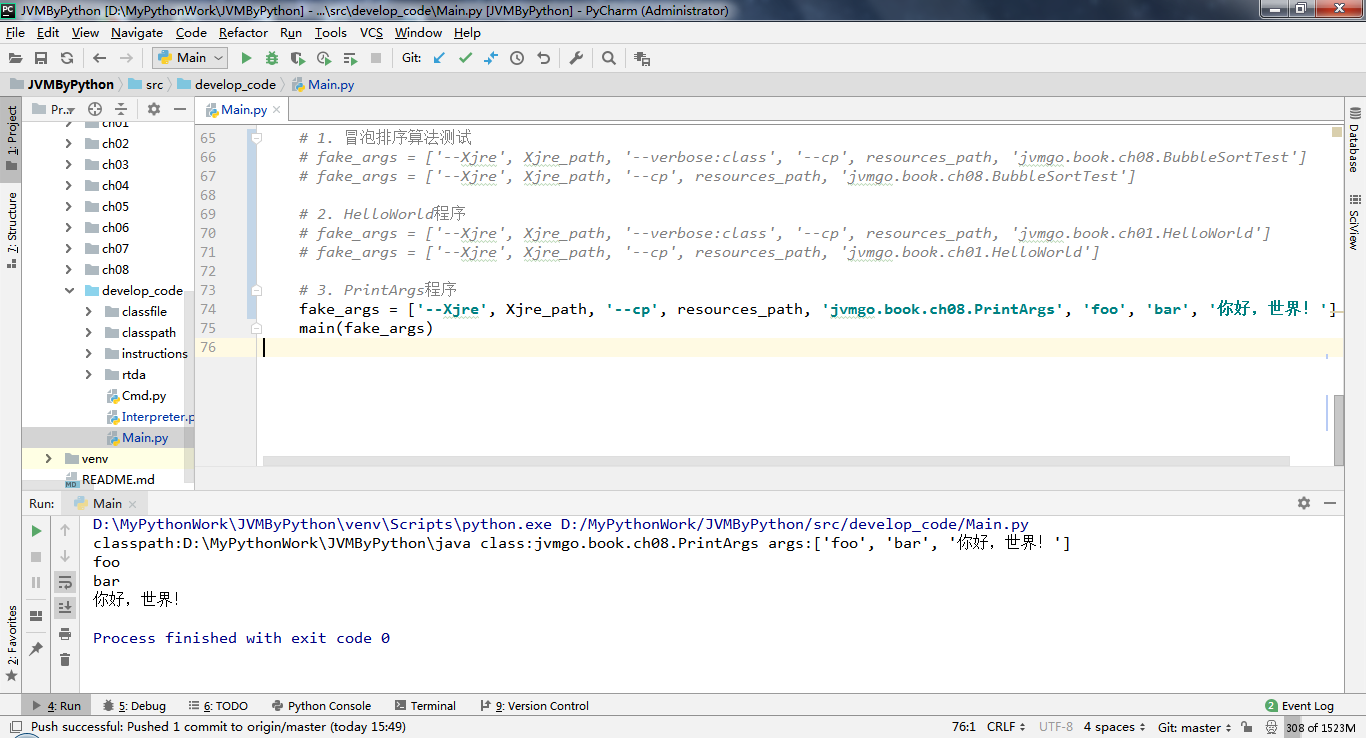 JVMByPython [D:\MyPythonWork\JVMByPython] - ...\src\develop_code\Main.py [JVMByPython] - PyCharm (Administrator)
File Edit View Navigate Code Refactor Run Tools VCS Window Help
Main Git:
JVMByPython src develop_code Main.py
1: Project
7: Structure
2: Favorites
Pr...
ch01
ch02
ch03
ch04
ch05
ch06
ch07
ch08
develop_code
classfile
classpath
instructions
rtda
Cmd.py
Interpreter.p
Main.py
venv
README.md
Main.py
65 # 1. 冒泡排序算法测试
66 # fake_args = ['--Xjre', Xjre_path, '--verbose:class', '--cp', resources_path, 'jvmgo.book.ch08.BubbleSortTest']
67 # fake_args = ['--Xjre', Xjre_path, '--cp', resources_path, 'jvmgo.book.ch08.BubbleSortTest']
68
69 # 2. HelloWorld程序
70 # fake_args = ['--Xjre', Xjre_path, '--verbose:class', '--cp', resources_path, 'jvmgo.book.ch01.HelloWorld']
71 # fake_args = ['--Xjre', Xjre_path, '--cp', resources_path, 'jvmgo.book.ch01.HelloWorld']
72
73 # 3. PrintArgs程序
74 fake_args = ['--Xjre', Xjre_path, '--cp', resources_path, 'jvmgo.book.ch08.PrintArgs', 'foo', 'bar', '你好，世界！']
75 main(fake_args)
76
Database
SciView
Run: Main
D:\MyPythonWork\JVMByPython\venv\Scripts\python.exe D:/MyPythonWork/JVMByPython/src/develop_code/Main.py
classpath:D:\MyPythonWork\JVMByPython\java class:jvmgo.book.ch08.PrintArgs args:['foo', 'bar', '你好，世界！']
foo
bar
你好，世界！
Process finished with exit code 0
4: Run 5: Debug 6: TODO Python Console Terminal 9: Version Control 2 Event Log
Push successful: Pushed 1 commit to origin/master (today 15:49) 76:1 CRLF UTF-8 4 spaces Git: master 308 of 1523M